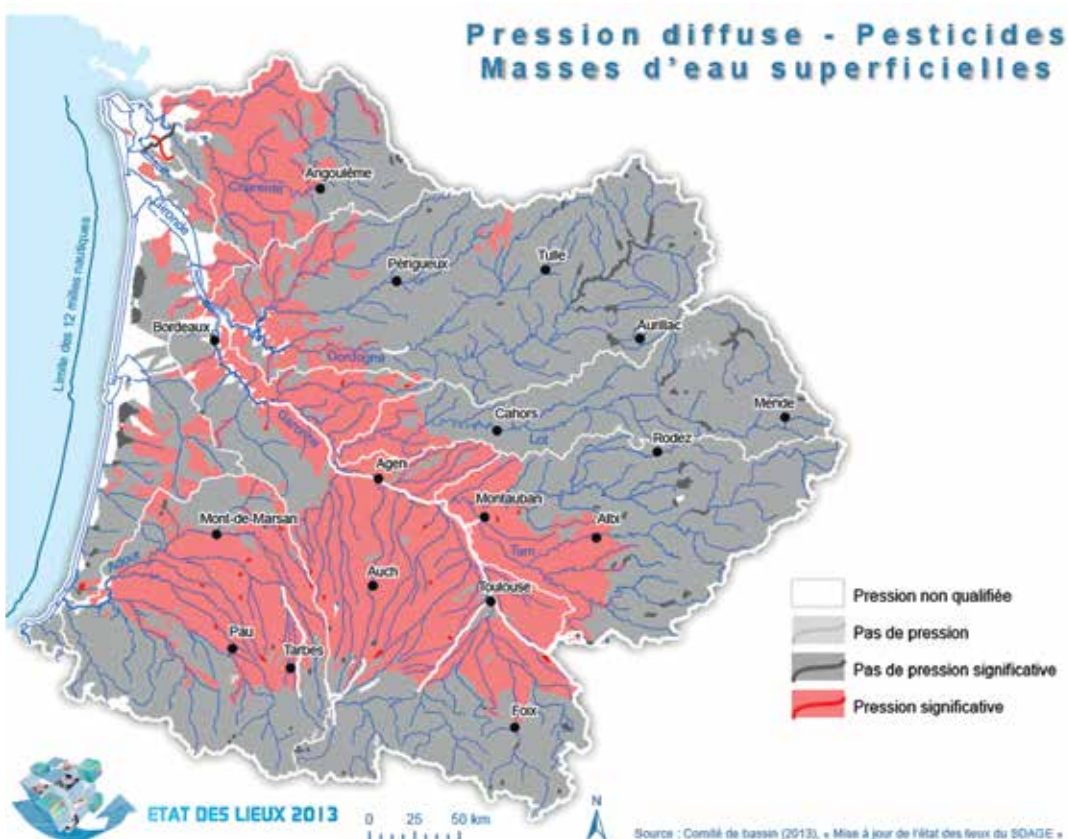 Pression diffuse - Pesticides
Masses d'eau superficielles
Limite des 12 milles nautiques
Angoulême
Charente
Gironde
Périgueux
Tulle
Bordeaux
Aurillac
Dordogne
Cahors
Mende
Lot
Rodez
Garonne
Agen
Montauban
Mont-de-Marsan
Albi
Tarn
Adour
Auch
Toulouse
Pau
Tarbes
Foix
Pression non qualifiée
Pas de pression
Pas de pression significative
Pression significative
ETAT DES LIEUX 2013
0 25 50 km
N
Source : Comité de bassin (2013), « Mise à jour de l'état des lieux du SDAGE »